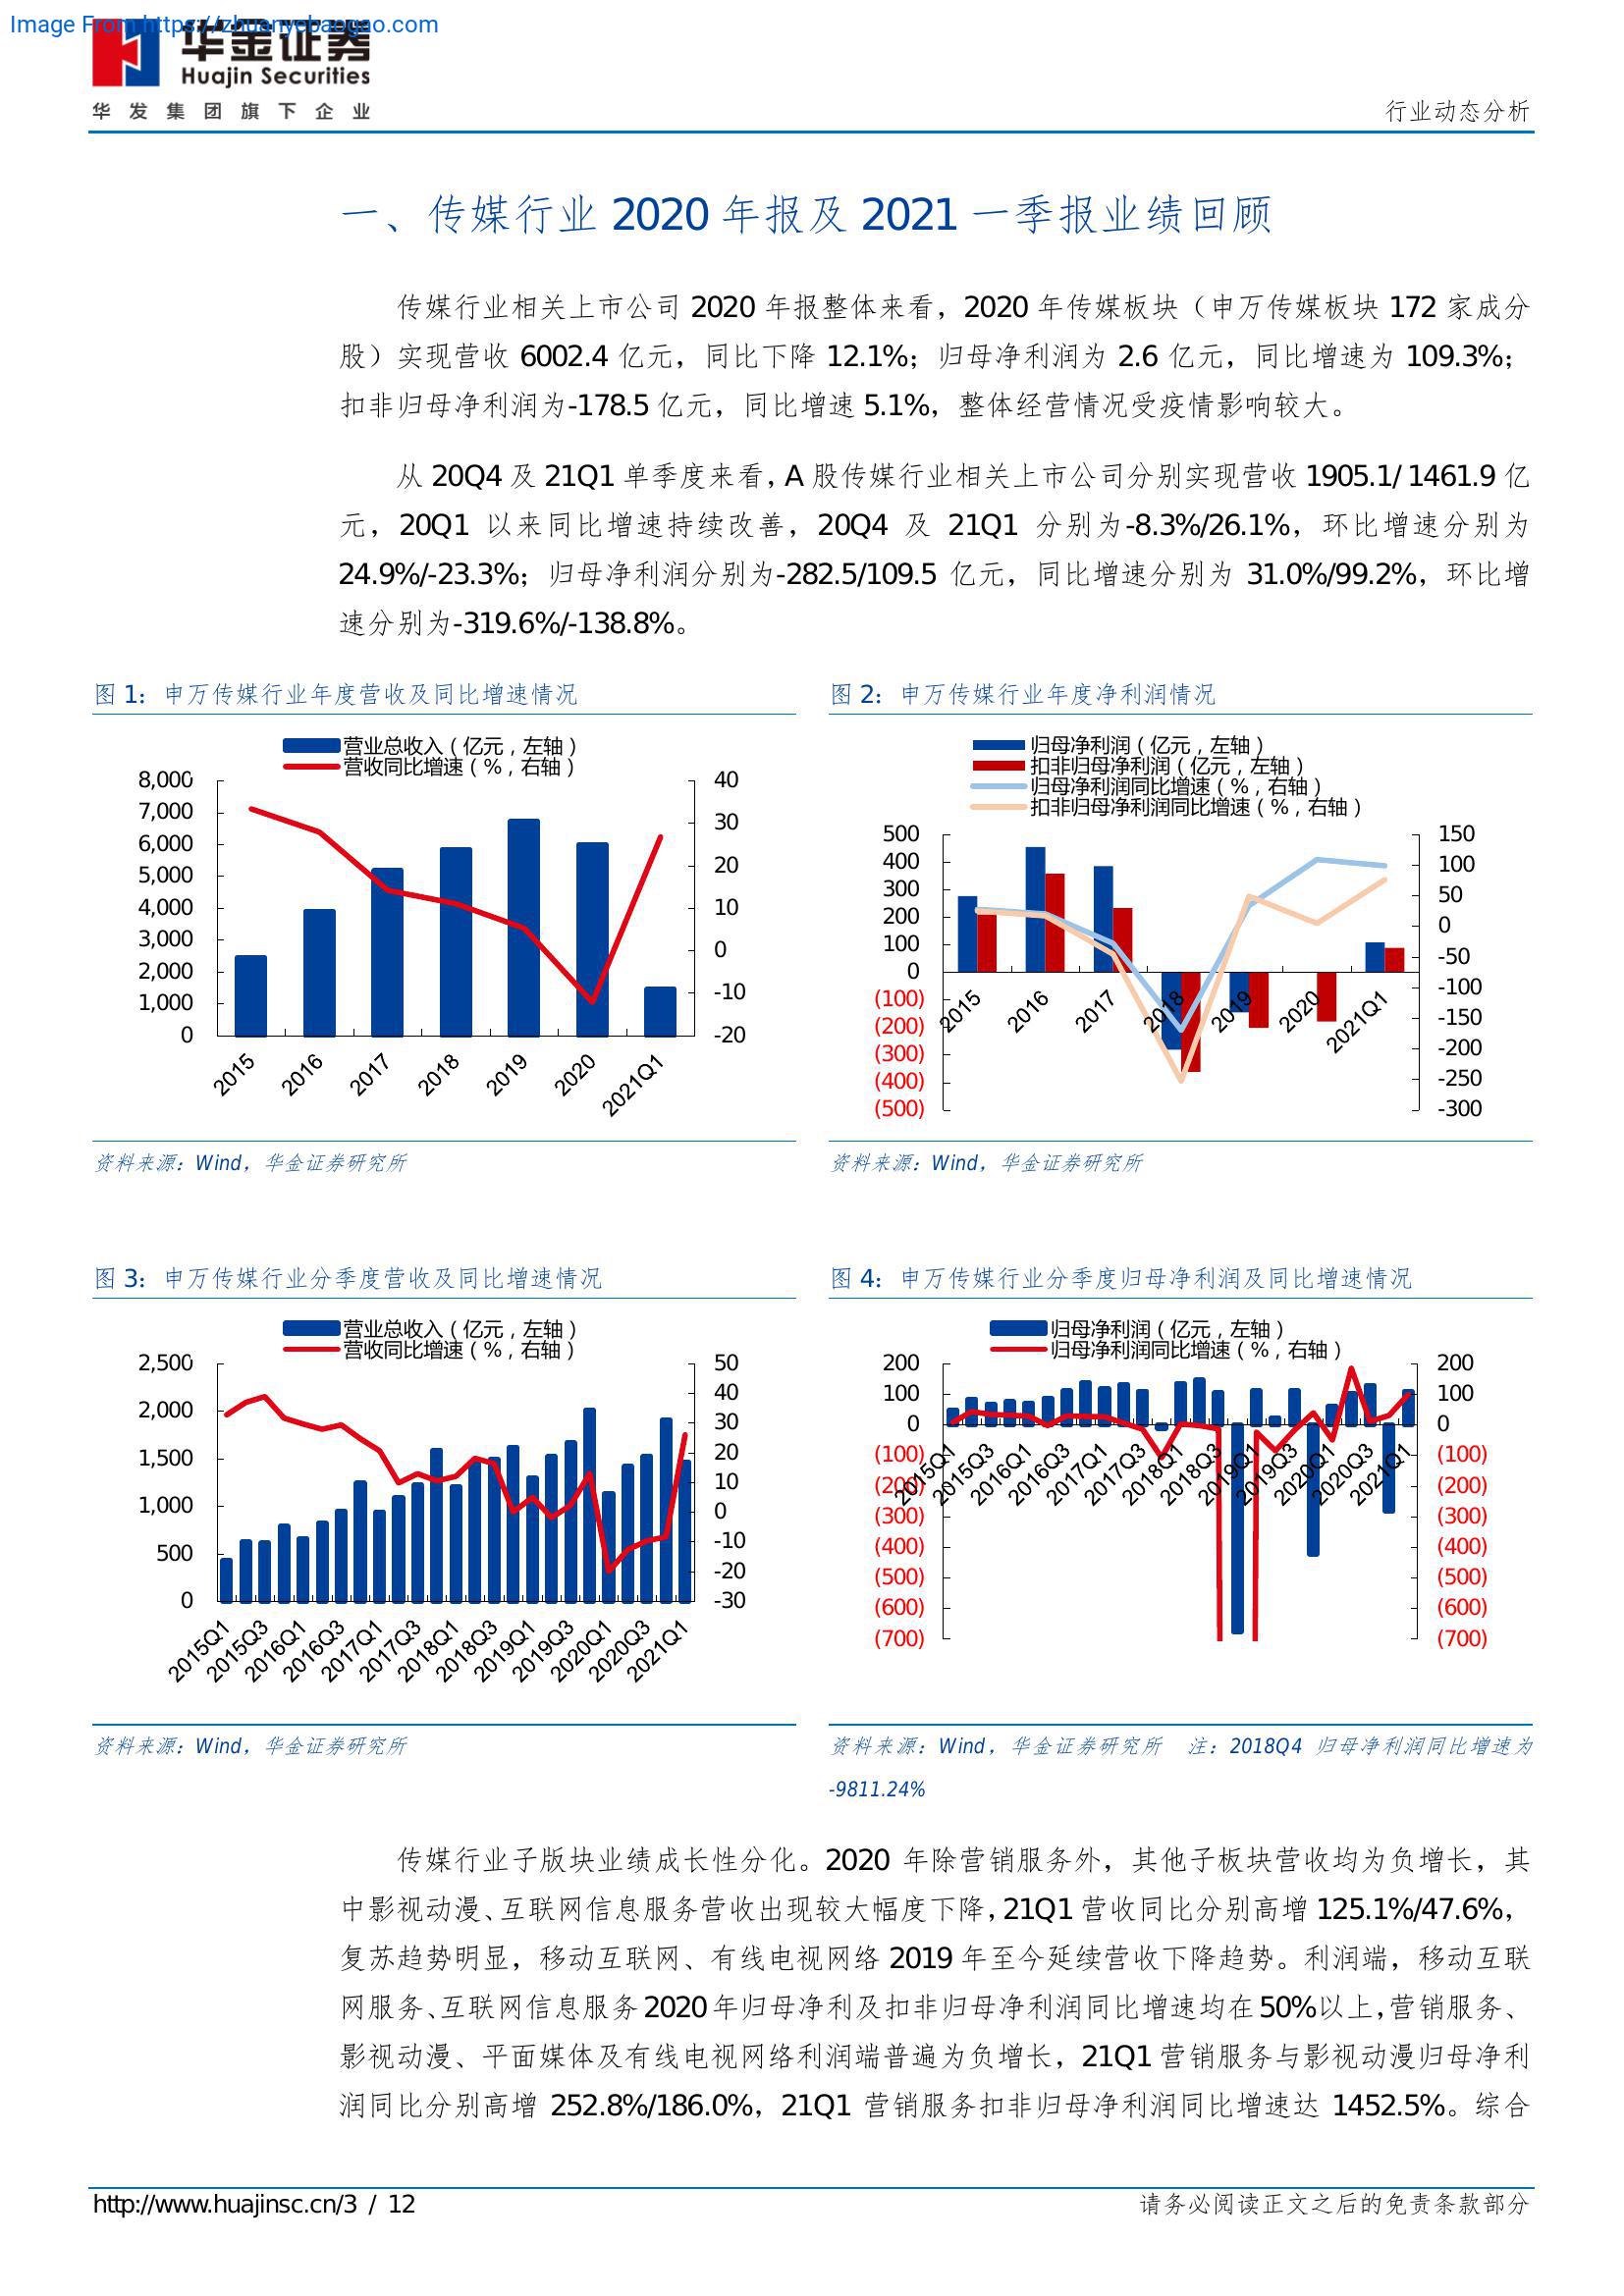 Image From https://zhuanyebaogao.com
华金证券
Huajin Securities
华发集团旗下企业
行业动态分析
一、传媒行业 2020 年报及 2021 一季报业绩回顾
传媒行业相关上市公司 2020 年报整体来看，2020 年传媒板块（申万传媒板块 172 家成分
股）实现营收 6002.4 亿元，同比下降 12.1%；归母净利润为 2.6 亿元，同比增速为 109.3%；
扣非归母净利润为-178.5 亿元，同比增速 5.1%，整体经营情况受疫情影响较大。
从 20Q4 及 21Q1 单季度来看，A 股传媒行业相关上市公司分别实现营收 1905.1/ 1461.9 亿
元，20Q1 以来同比增速持续改善，20Q4 及 21Q1 分别为-8.3%/26.1%，环比增速分别为
24.9%/-23.3%；归母净利润分别为-282.5/109.5 亿元，同比增速分别为 31.0%/99.2%，环比增
速分别为-319.6%/-138.8%。
图 1：申万传媒行业年度营收及同比增速情况
营业总收入（亿元，左轴）
营收同比增速（%，右轴）
8,000
7,000
6,000
5,000
4,000
3,000
2,000
1,000
0
40
30
20
10
0
-10
-20
2015
2016
2017
2018
2019
2020
2021Q1
资料来源：Wind，华金证券研究所
图 2：申万传媒行业年度净利润情况
归母净利润（亿元，左轴）
扣非归母净利润（亿元，左轴）
归母净利润同比增速（%，右轴）
扣非归母净利润同比增速（%，右轴）
500
400
300
200
100
0
(100)
(200)
(300)
(400)
(500)
150
100
50
0
-50
-100
-150
-200
-250
-300
2015
2016
2017
2018
2019
2020
2021Q1
资料来源：Wind，华金证券研究所
图 3：申万传媒行业分季度营收及同比增速情况
营业总收入（亿元，左轴）
营收同比增速（%，右轴）
2,500
2,000
1,500
1,000
500
0
50
40
30
20
10
0
-10
-20
-30
2015Q1
2015Q3
2016Q1
2016Q3
2017Q1
2017Q3
2018Q1
2018Q3
2019Q1
2019Q3
2020Q1
2020Q3
2021Q1
资料来源：Wind，华金证券研究所
图 4：申万传媒行业分季度归母净利润及同比增速情况
归母净利润（亿元，左轴）
归母净利润同比增速（%，右轴）
200
100
0
(100)
(200)
(300)
(400)
(500)
(600)
(700)
200
100
0
(100)
(200)
(300)
(400)
(500)
(600)
(700)
2015Q1
2015Q3
2016Q1
2016Q3
2017Q1
2017Q3
2018Q1
2018Q3
2019Q1
2019Q3
2020Q1
2020Q3
2021Q1
资料来源：Wind，华金证券研究所 注：2018Q4 归母净利润同比增速为
-9811.24%
传媒行业子版块业绩成长性分化。2020 年除营销服务外，其他子板块营收均为负增长，其
中影视动漫、互联网信息服务营收出现较大幅度下降，21Q1 营收同比分别高增 125.1%/47.6%，
复苏趋势明显，移动互联网、有线电视网络 2019 年至今延续营收下降趋势。利润端，移动互联
网服务、互联网信息服务 2020 年归母净利及扣非归母净利润同比增速均在 50%以上，营销服务、
影视动漫、平面媒体及有线电视网络利润端普遍为负增长，21Q1 营销服务与影视动漫归母净利
润同比分别高增 252.8%/186.0%，21Q1 营销服务扣非归母净利润同比增速达 1452.5%。综合
http://www.huajinsc.cn/3 / 12
请务必阅读正文之后的免责条款部分